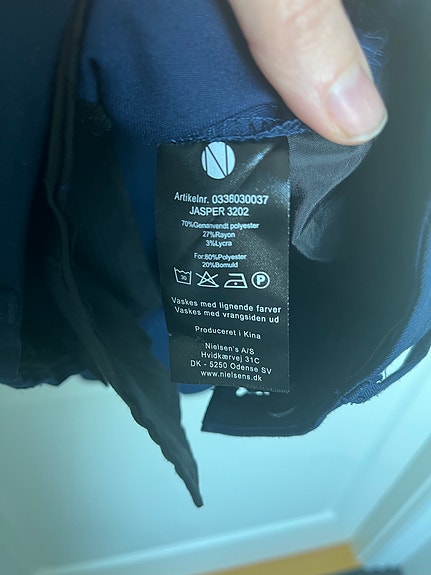 N
Artikelnr. 0338030037
JASPER 3202
70%Genanvendt polyester
27%Rayon
3%Lycra
For:80%Polyester
20%Bomuld
30
P
Vaskes med lignende farver
Vaskes med vrangsiden ud
Produceret i Kina
Nielsen's A/S
Hvidkærvej 31C
DK - 5250 Odense SV
www.nielsens.dk